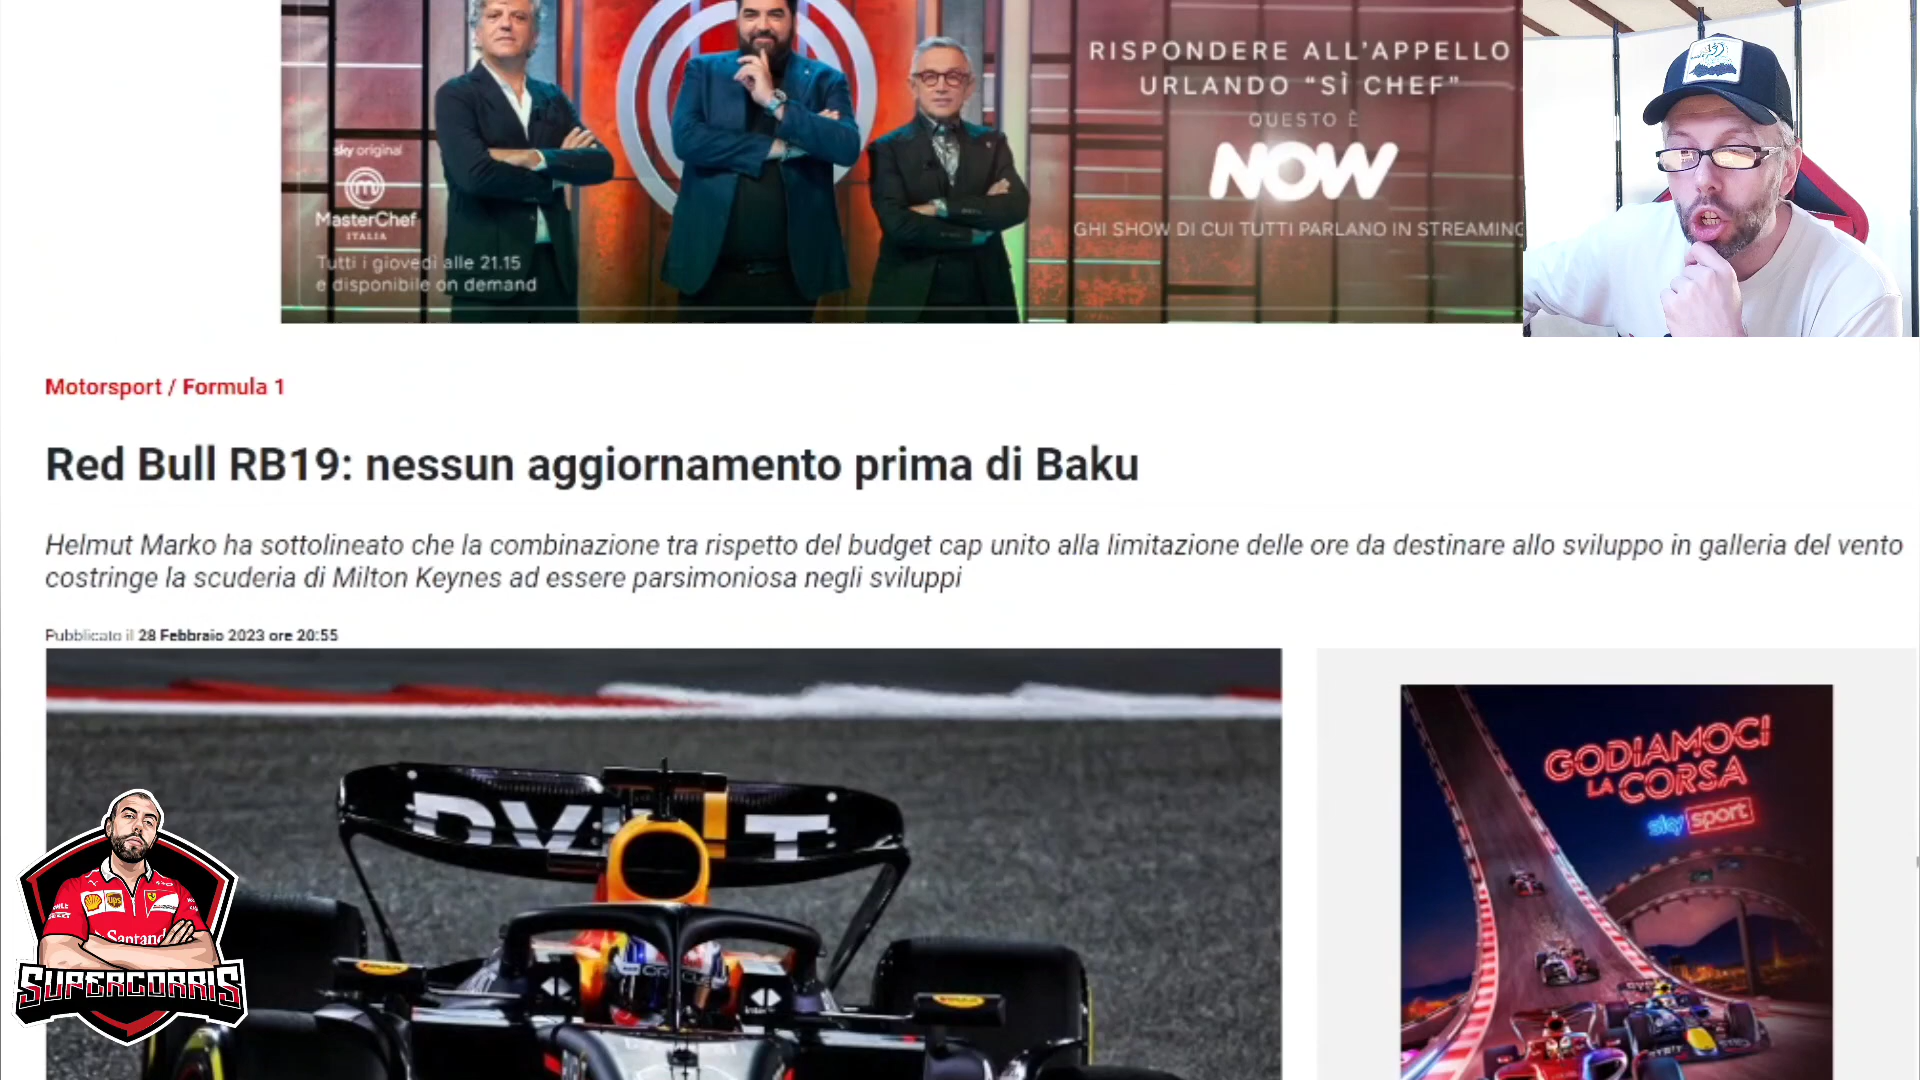 RISPONDERE ALL'APPELLO
URLANDO “SÌ CHEF”
QUESTO È
NOW
GHI SHOW DI CUI TUTTI PARLANO IN STREAMING
sky original
MasterChef
ITALIA
Tutti i giovedì alle 21.15
e disponibile on demand
Motorsport / Formula 1
Red Bull RB19: nessun aggiornamento prima di Baku
Helmut Marko ha sottolineato che la combinazione tra rispetto del budget cap unito alla limitazione delle ore da destinare allo sviluppo in galleria del vento
costringe la scuderia di Milton Keynes ad essere parsimoniosa negli sviluppi
Pubblicato il 28 Febbraio 2023 ore 20:55
GODIAMOCI
LA CORSA
sky sport
ups
Santand
SUPERCORRIS
ORACLE